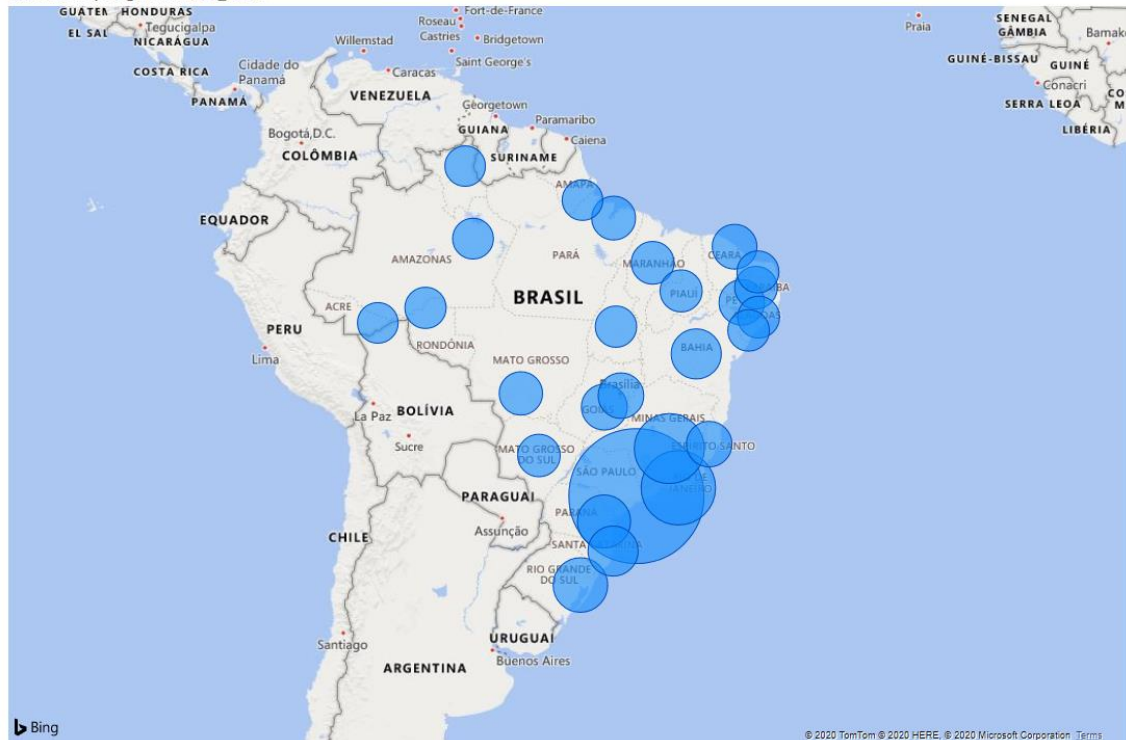 GUATEM
HONDURAS
Tegucigalpa
EL SAL
NICARÁGUA
COSTA RICA
Cidade do
Panamá
PANAMÁ
Willemstad
Fort-de-France
Roseau
Castries
Bridgetown
Saint George's
Caracas
VENEZUELA
Georgetown
Paramaribo
GUIANA
Caiena
SURINAME
Bogotá,D.C.
COLÔMBIA
Praia
SENEGAL
GÂMBIA
Bamako
GUINÉ-BISSAU
GUINÉ
Conacri
SERRA LEOA
LIBÉRIA
EQUADOR
AMAPÁ
AMAZONAS
PARÁ
MARANHÃO
CEARÁ
PIAUÍ
BRASIL
ACRE
PERU
Lima
RONDÔNIA
MATO GROSSO
BAHIA
Brasília
GOIÁS
La Paz
BOLÍVIA
Sucre
MINAS GERAIS
ESPÍRITO SANTO
MATO GROSSO
DO SUL
SÃO PAULO
JANEIRO
PARAGUAI
PARANÁ
Assunção
CHILE
SANTA
RIO GRANDE
DO SUL
URUGUAI
Santiago
Buenos Aires
ARGENTINA
Bing
© 2020 TomTom © 2020 HERE, © 2020 Microsoft Corporation Terms